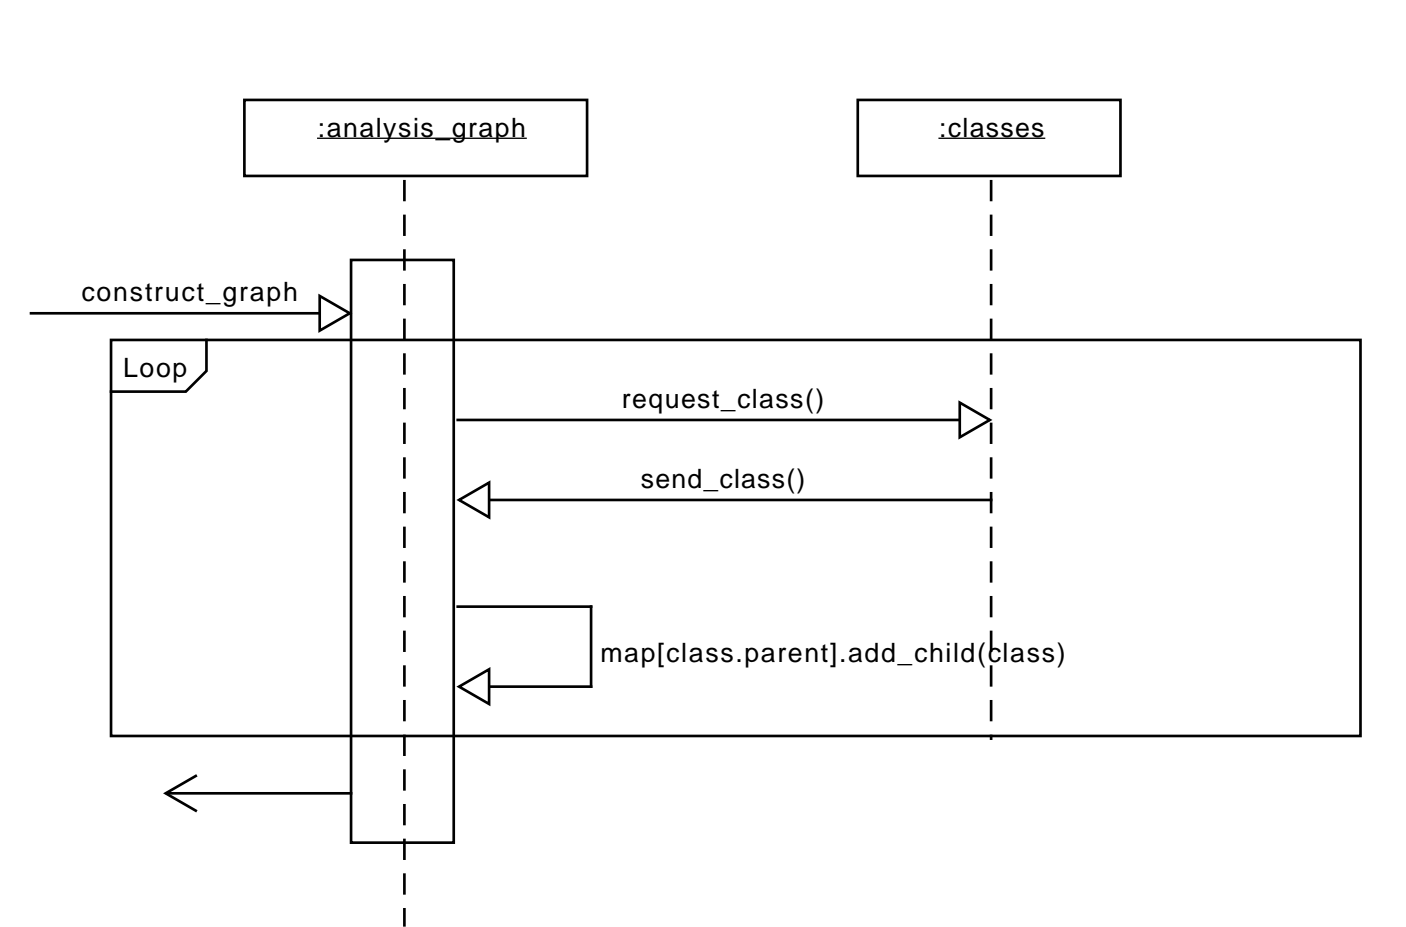 :analysis_graph
:classes
construct_graph
Loop
request_class()
send_class()
map[class.parent].add_child(class)